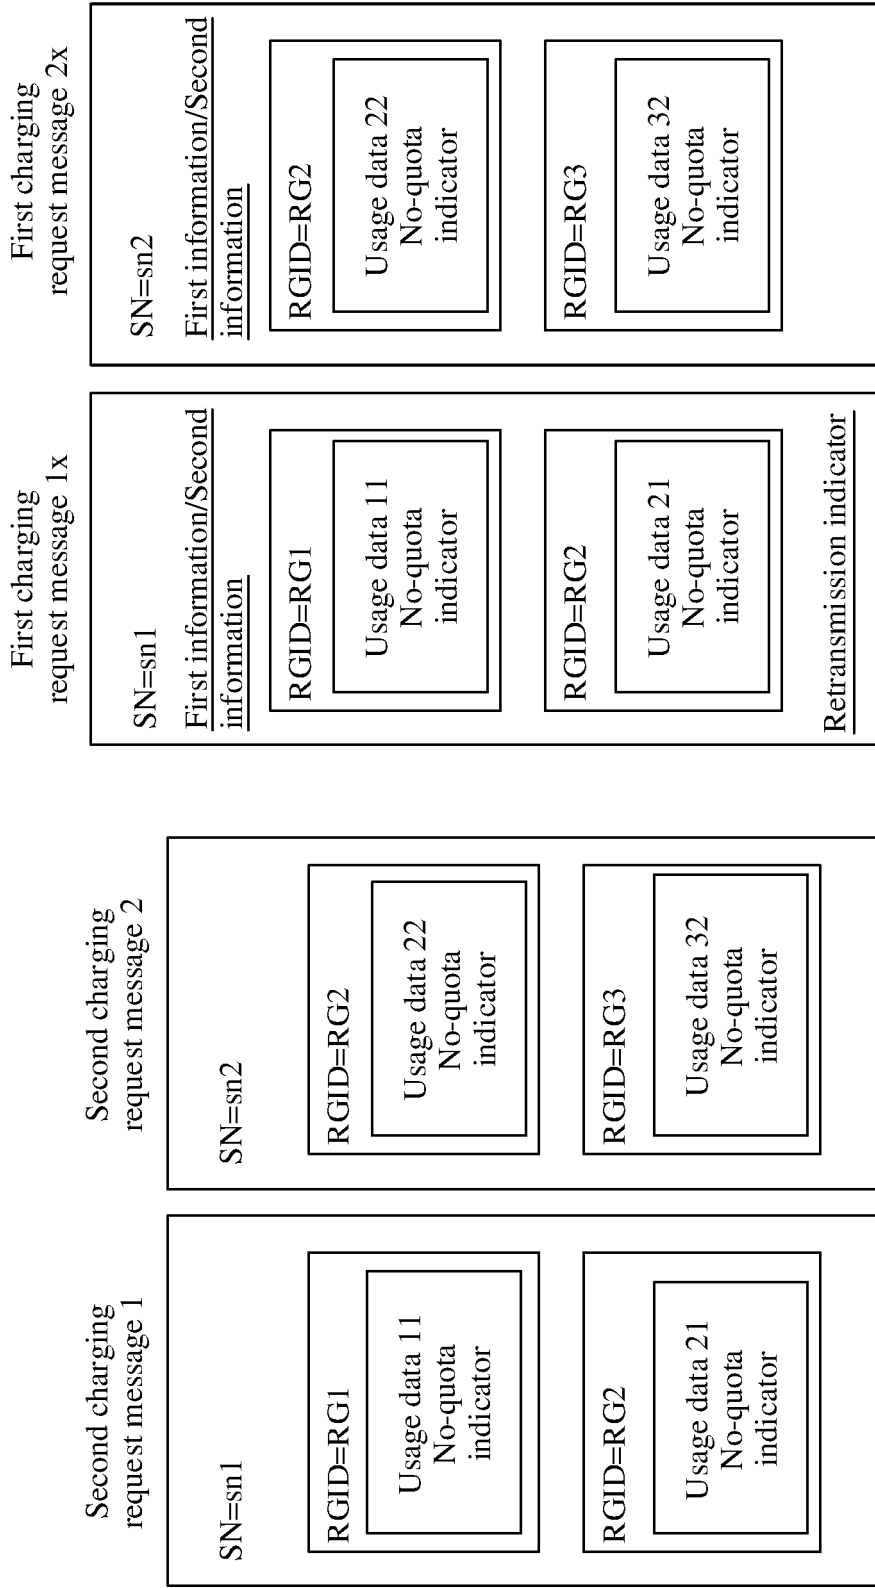 Second charging
request message 1
SN=sn1
RGID=RG1
Usage data 11
No-quota
indicator
RGID=RG2
Usage data 21
No-quota
indicator
Second charging
request message 2
SN=sn2
RGID=RG2
Usage data 22
No-quota
indicator
RGID=RG3
Usage data 32
No-quota
indicator
First charging
request message 1x
SN=sn1
First information/Second
information
RGID=RG1
Usage data 11
No-quota
indicator
RGID=RG2
Usage data 21
No-quota
indicator
Retransmission indicator
First charging
request message 2x
SN=sn2
First information/Second
information
RGID=RG2
Usage data 22
No-quota
indicator
RGID=RG3
Usage data 32
No-quota
indicator